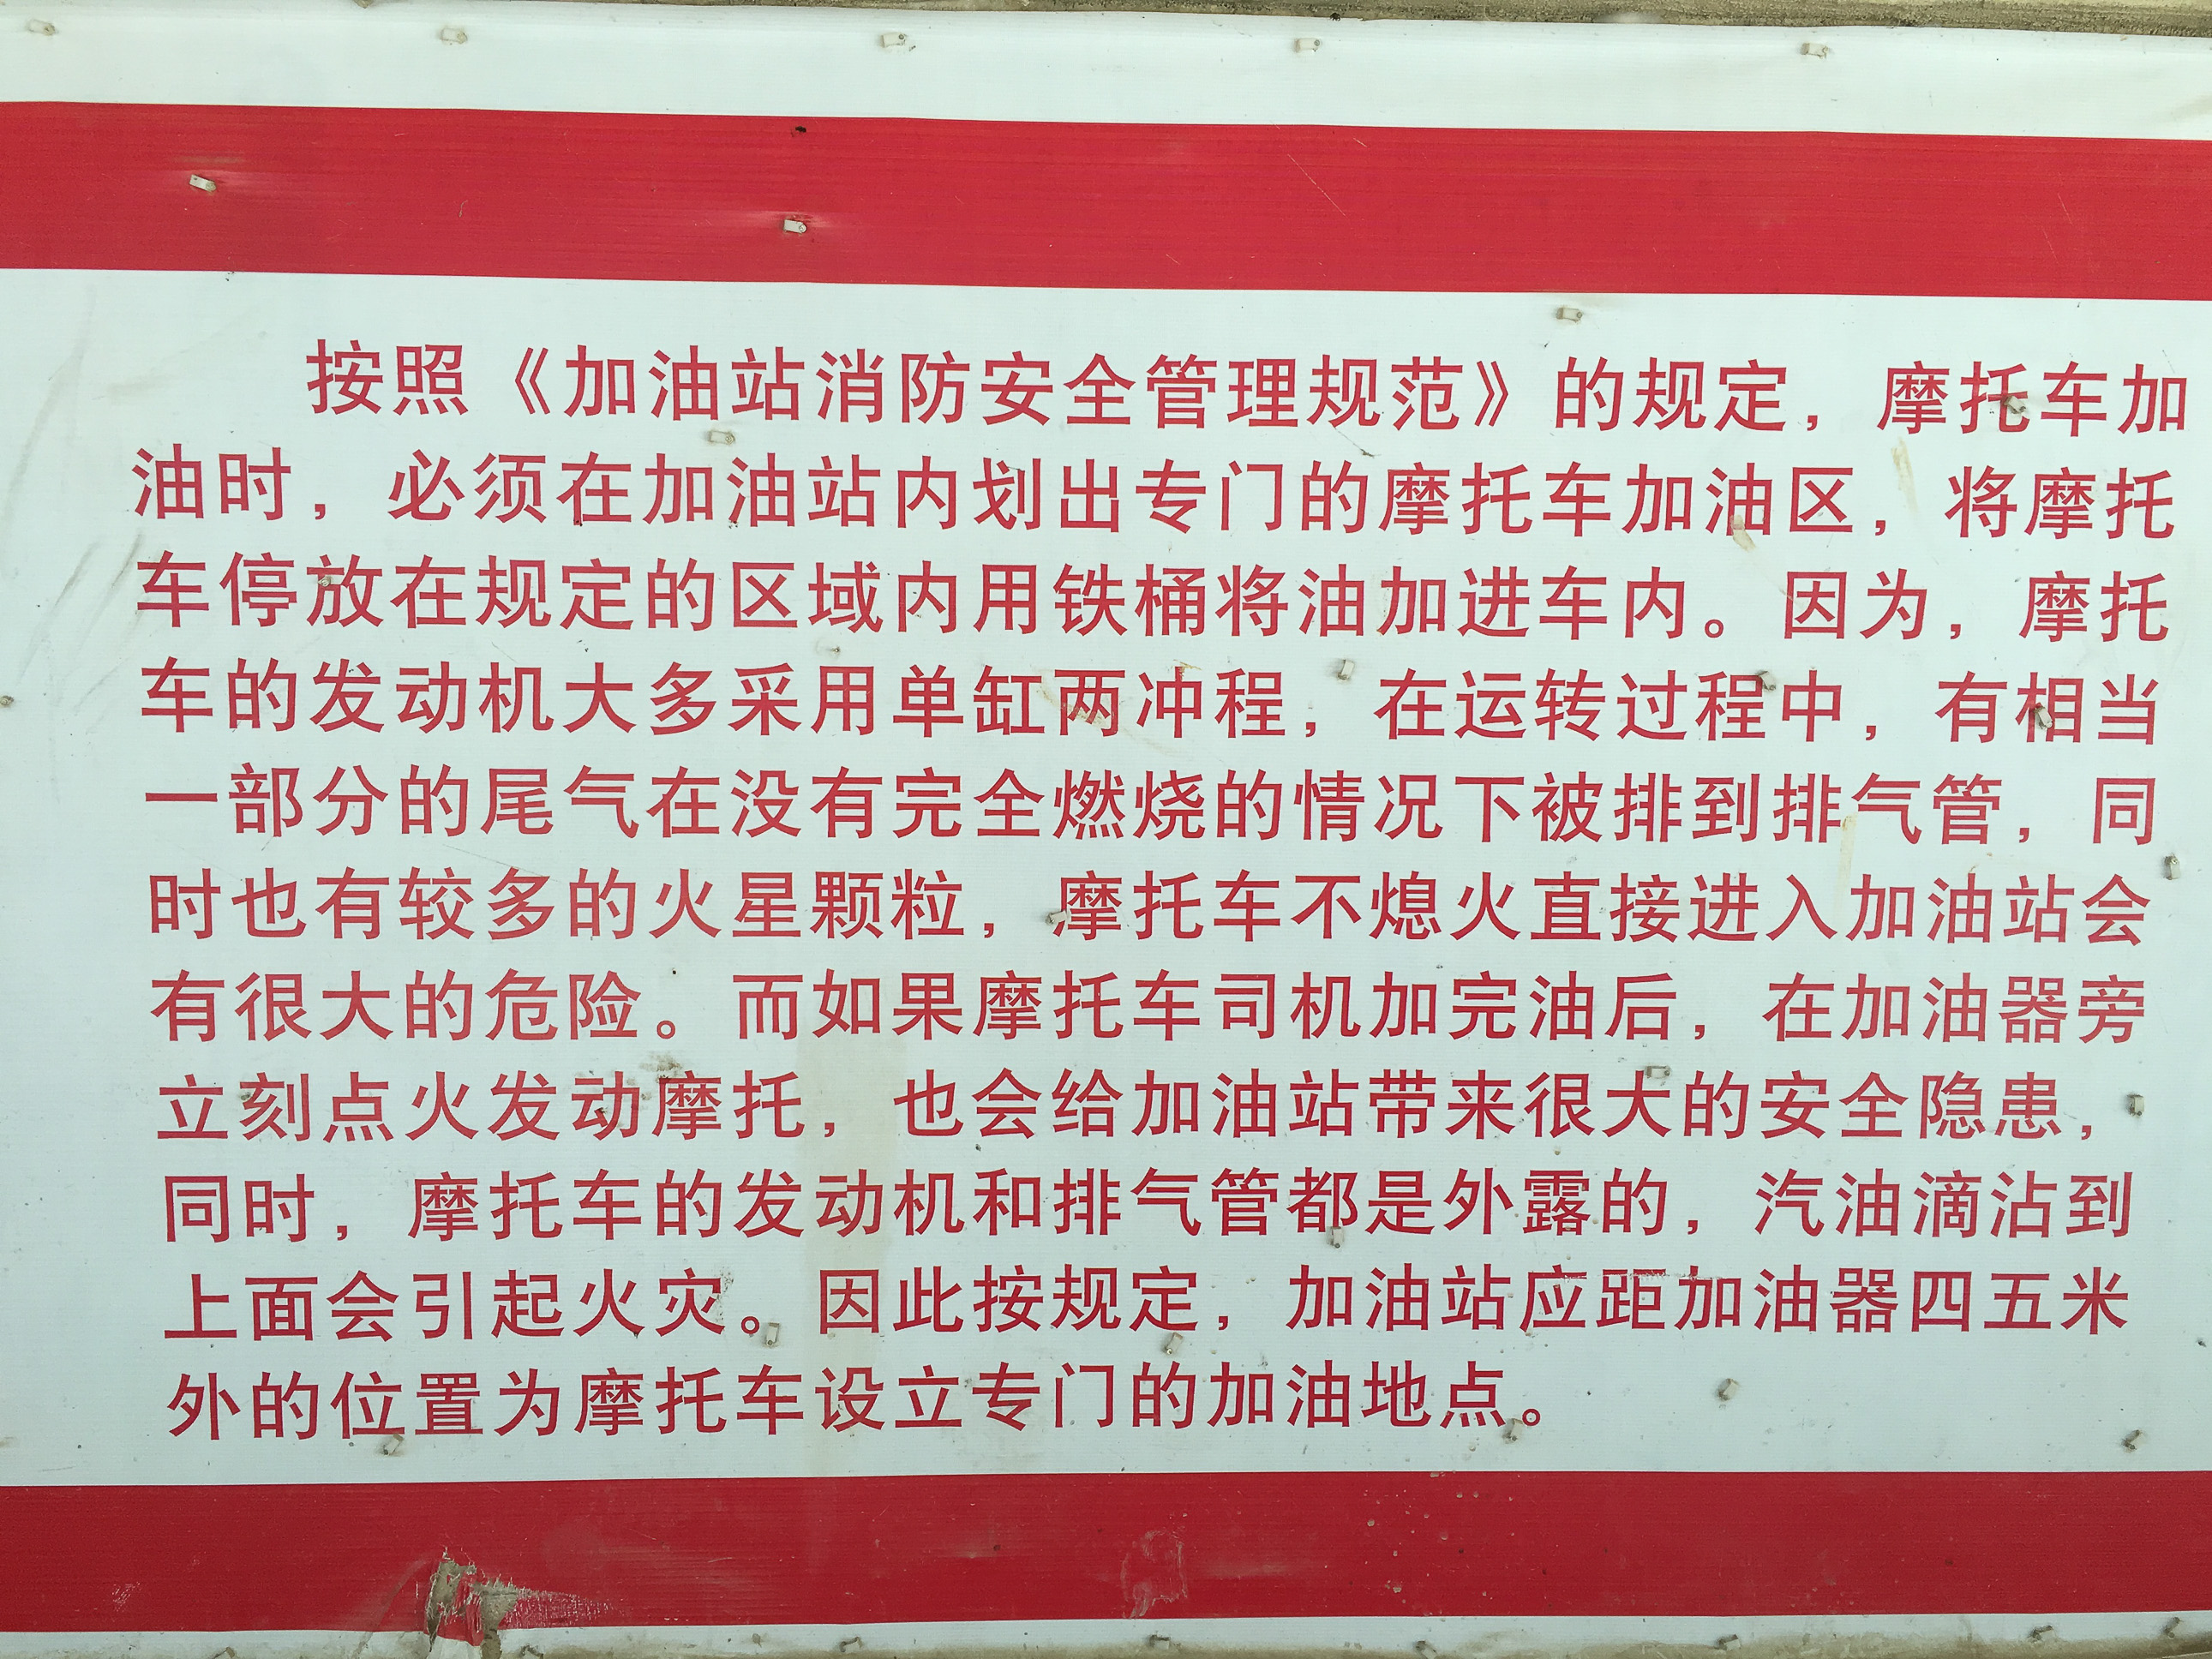 按照《加油站消防安全管理规范》的规定，摩托车加
油时，必须在加油站内划出专门的摩托车加油区，将摩托
车停放在规定的区域内用铁桶将油加进车内。因为，摩托
车的发动机大多采用单缸两冲程，在运转过程中，有相当
一部分的尾气在没有完全燃烧的情况下被排到排气管，同
时也有较多的火星颗粒，摩托车不熄火直接进入加油站会
有很大的危险。而如果摩托车司机加完油后，在加油器旁
立刻点火发动摩托，也会给加油站带来很大的安全隐患，
同时，摩托车的发动机和排气管都是外露的，汽油滴沾到
上面会引起火灾。因此按规定，加油站应距加油器四五米
外的位置为摩托车设立专门的加油地点。